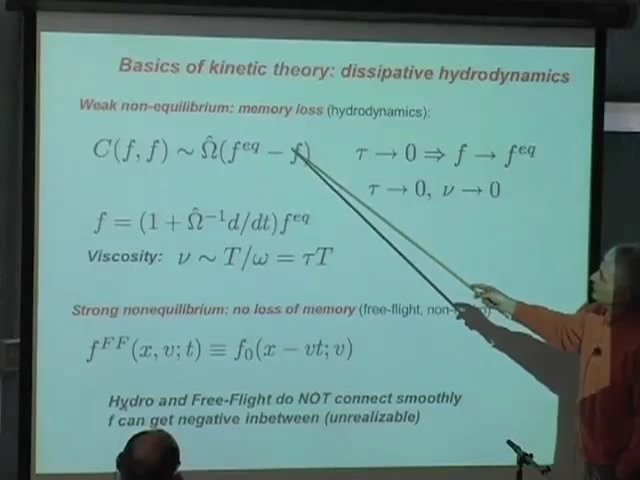 Basics of kinetic theory: dissipative hydrodynamics
Weak non-equilibrium: memory loss (hydrodynamics):
C(f, f) ∼ Ω̂(f^{eq} − f) τ → 0 ⇒ f → f^{eq}
τ → 0, ν → 0
f = (1 + Ω̂^{−1}d/dt)f^{eq}
Viscosity: ν ∼ T/ω = τT
Strong nonequilibrium: no loss of memory (free-flight, non-
f^{FF}(x, v; t) ≡ f_0(x − vt; v)
Hydro and Free-Flight do NOT connect smoothly
f can get negative inbetween (unrealizable)